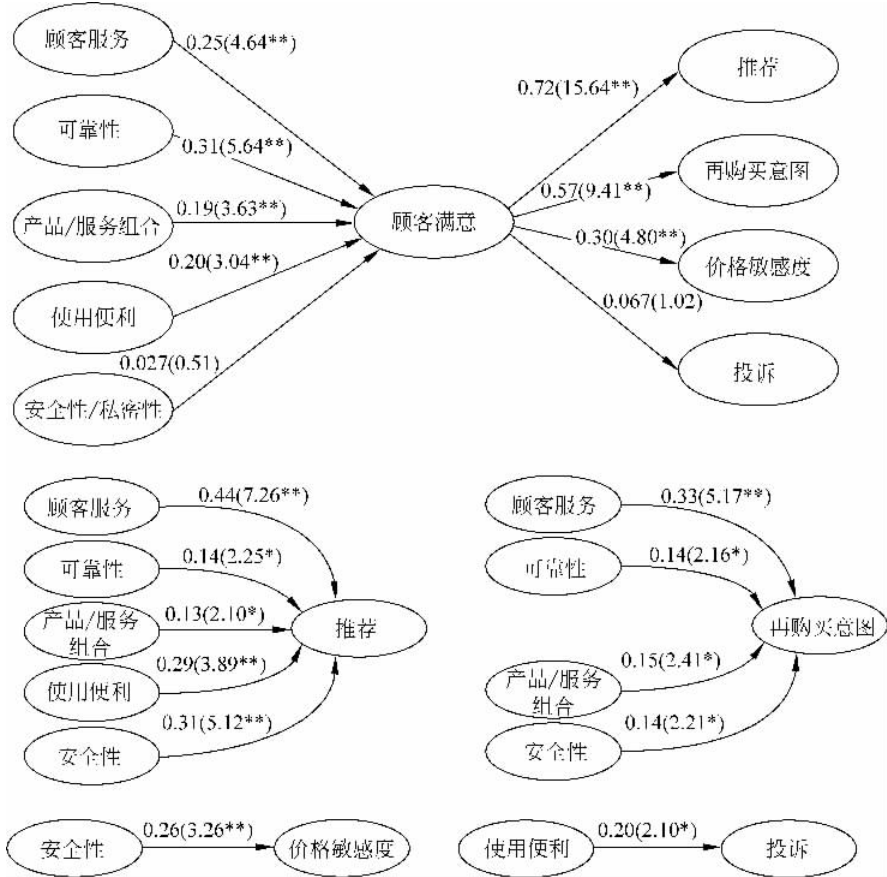 顾客服务
0.25(4.64**)
可靠性
0.31(5.64**)
产品/服务组合
0.19(3.63**)
使用便利
0.20(3.04**)
安全性/私密性
0.027(0.51)
顾客满意
0.72(15.64**)
推荐
0.57(9.41**)
再购买意图
0.30(4.80**)
价格敏感度
0.067(1.02)
投诉
顾客服务
0.44(7.26**)
可靠性
0.14(2.25*)
产品/服务
组合
0.13(2.10*)
使用便利
0.29(3.89**)
安全性
0.31(5.12**)
推荐
顾客服务
0.33(5.17**)
可靠性
0.14(2.16*)
产品/服务
组合
0.15(2.41*)
安全性
0.14(2.21*)
再购买意图
安全性
0.26(3.26**)
价格敏感度
使用便利
0.20(2.10*)
投诉